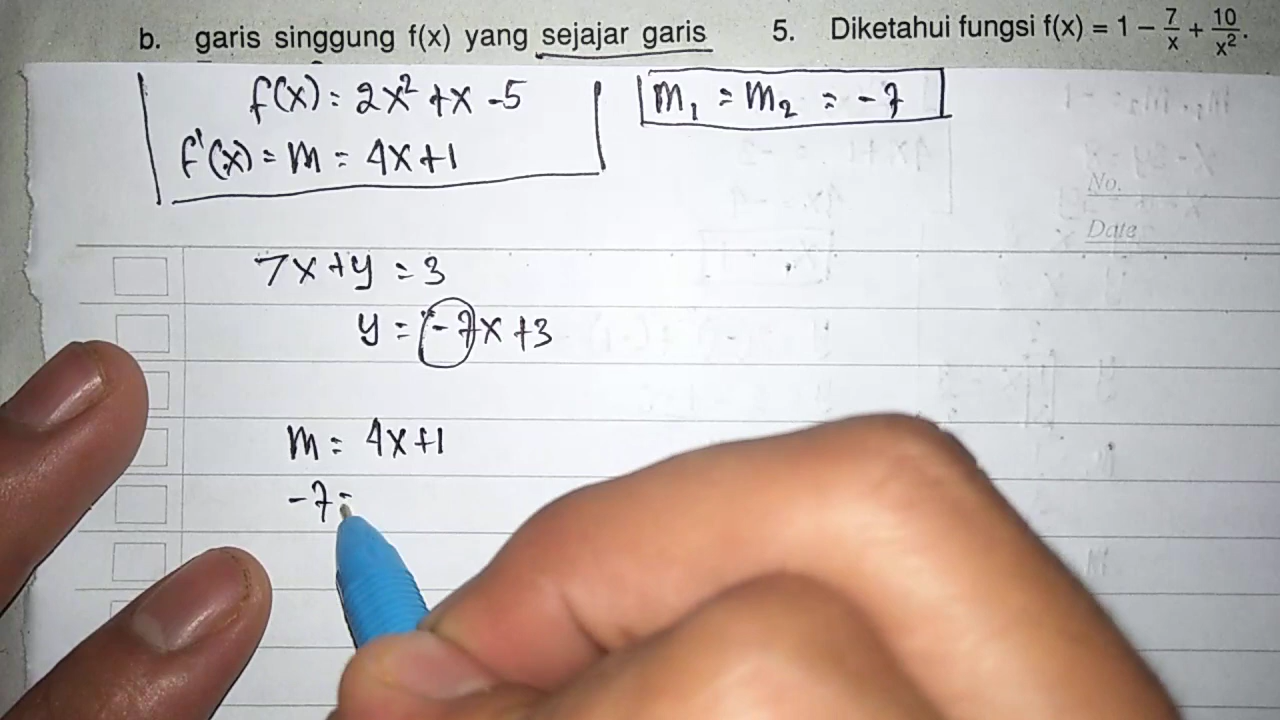 b. garis singgung f(x) yang sejajar garis
5. Diketahui fungsi f(x) = 1 − 7/x + 10/x².
f(x) = 2x² + x - 5
f'(x) = m = 4x+1
m₁ = m₂ = -7
No.
Date
7x + y = 3
y = -7x + 3
m = 4x+1
-7 =